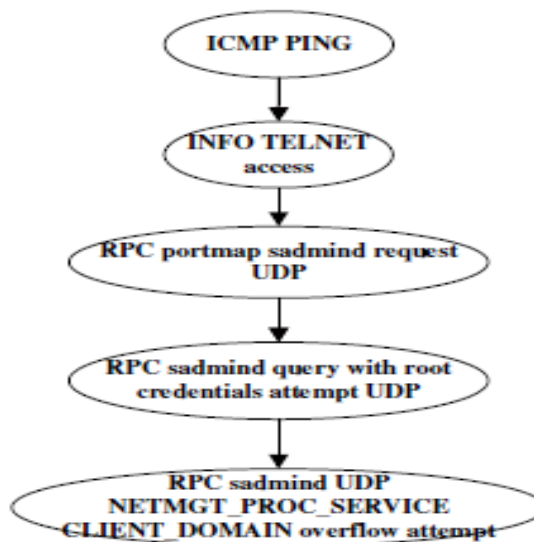 ICMP PING
INFO TELNET
access
RPC portmap sadmind request
UDP
RPC sadmind query with root
credentials attempt UDP
RPC sadmind UDP
NETMGT_PROC_SERVICE
CLIENT_DOMAIN overflow attempt